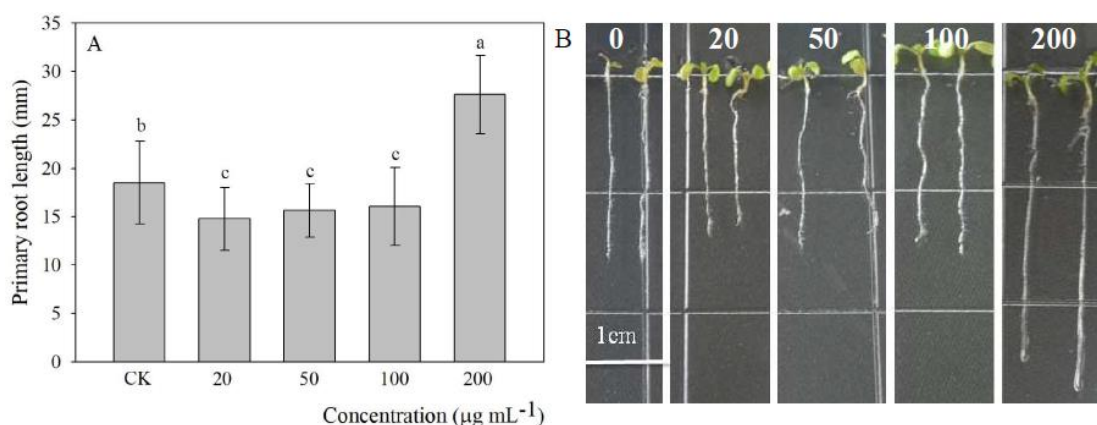 A
Primary root length (mm)
35
30
25
20
15
10
5
0
b
c
c
c
a
CK 20 50 100 200
Concentration (μg mL⁻¹)
B
0 20 50 100 200
1cm